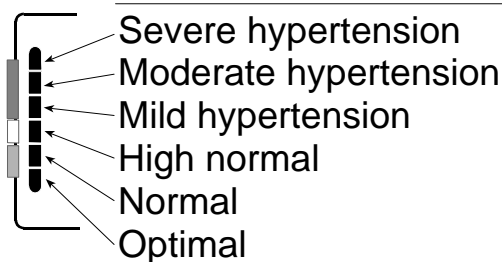 Severe hypertension
Moderate hypertension
Mild hypertension
High normal
Normal
Optimal